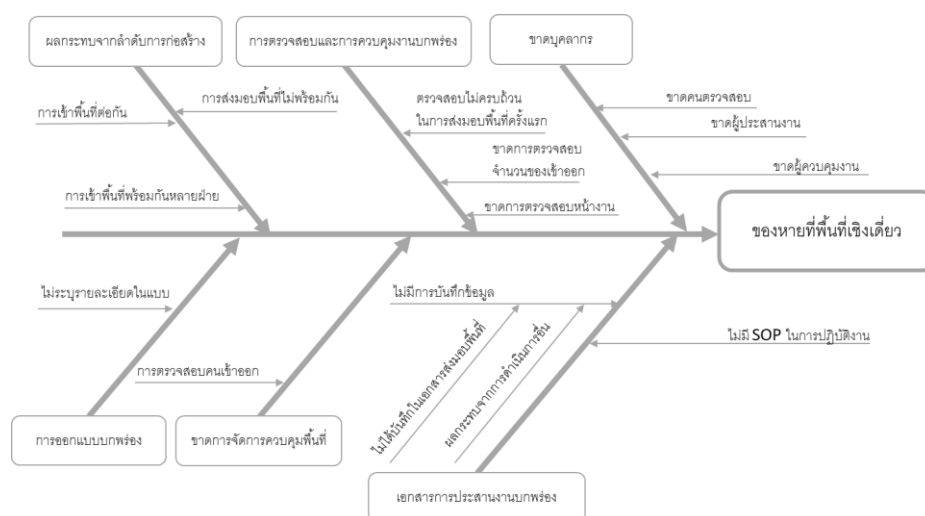 ผลกระทบจากลำดับการก่อสร้าง
การตรวจสอบและการควบคุมงานบกพร่อง
ขาดบุคลากร
การส่งมอบพื้นที่ไม่พร้อมกัน
การเข้าพื้นที่ต่อกัน
การเข้าพื้นที่พร้อมกันหลายฝ่าย
ตรวจสอบไม่ครบถ้วน
ในการส่งมอบพื้นที่ครั้งแรก
ขาดการตรวจสอบ
จำนวนของเข้าออก
ขาดการตรวจสอบหน้างาน
ขาดคนตรวจสอบ
ขาดผู้ประสานงาน
ขาดผู้ควบคุมงาน
ของหายที่พื้นที่เชิงเดี่ยว
ไม่ระบุรายละเอียดในแบบ
การตรวจสอบคนเข้าออก
ไม่มีการบันทึกข้อมูล
ไม่ได้บันทึกในเอกสารส่งมอบพื้นที่
ผลกระทบจากการดำเนินการอื่น
ไม่มี SOP ในการปฏิบัติงาน
การออกแบบบกพร่อง
ขาดการจัดการควบคุมพื้นที่
เอกสารการประสานงานบกพร่อง